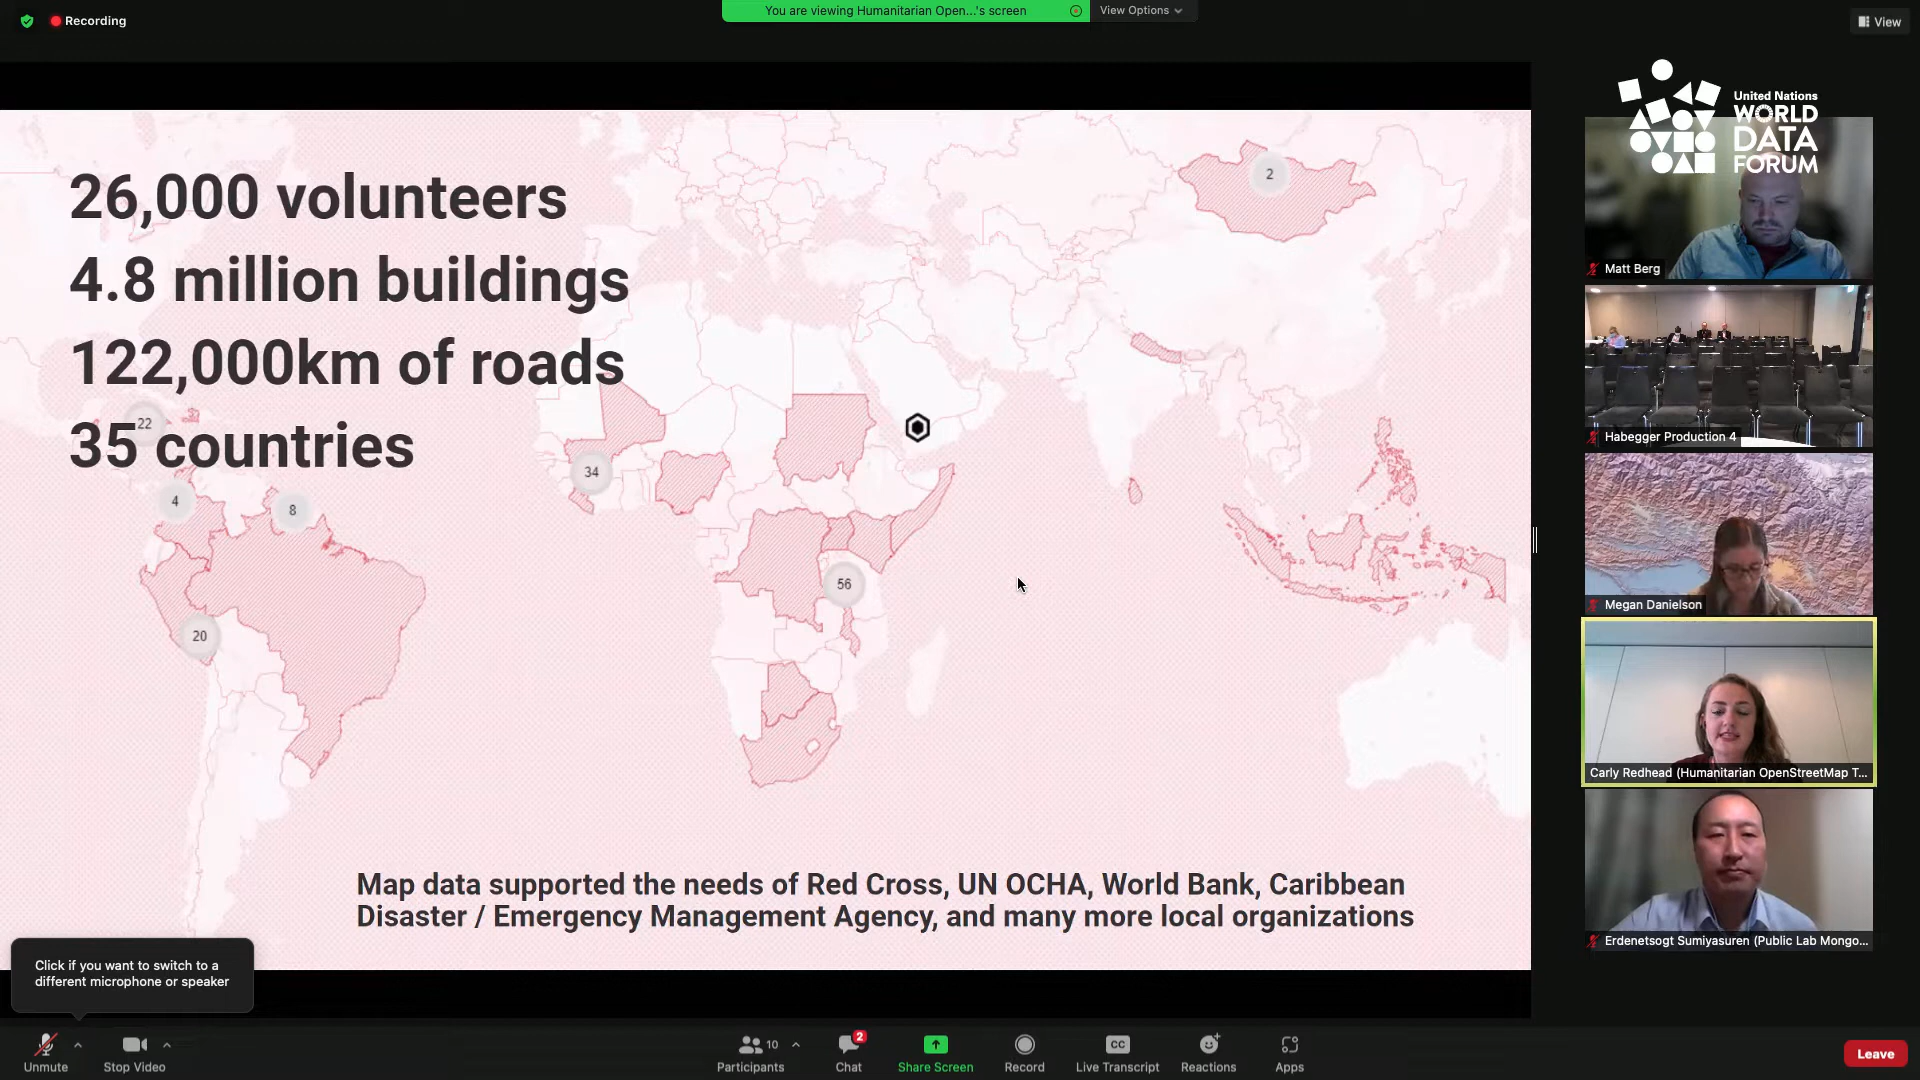 Recording
You are viewing Humanitarian Open...'s screen
View Options
View
United Nations
WORLD
DATA
FORUM
26,000 volunteers
4.8 million buildings
122,000km of roads
35 countries
2
22
34
4
8
56
20
Map data supported the needs of Red Cross, UN OCHA, World Bank, Caribbean
Disaster / Emergency Management Agency, and many more local organizations
Matt Berg
Habegger Production 4
Megan Danielson
Carly Redhead (Humanitarian OpenStreetMap T...
Erdenetsogt Sumiyasuren (Public Lab Mongo...
Click if you want to switch to a
different microphone or speaker
Unmute
Stop Video
Participants
10
Chat
2
Share Screen
Record
CC
Live Transcript
Reactions
Apps
Leave